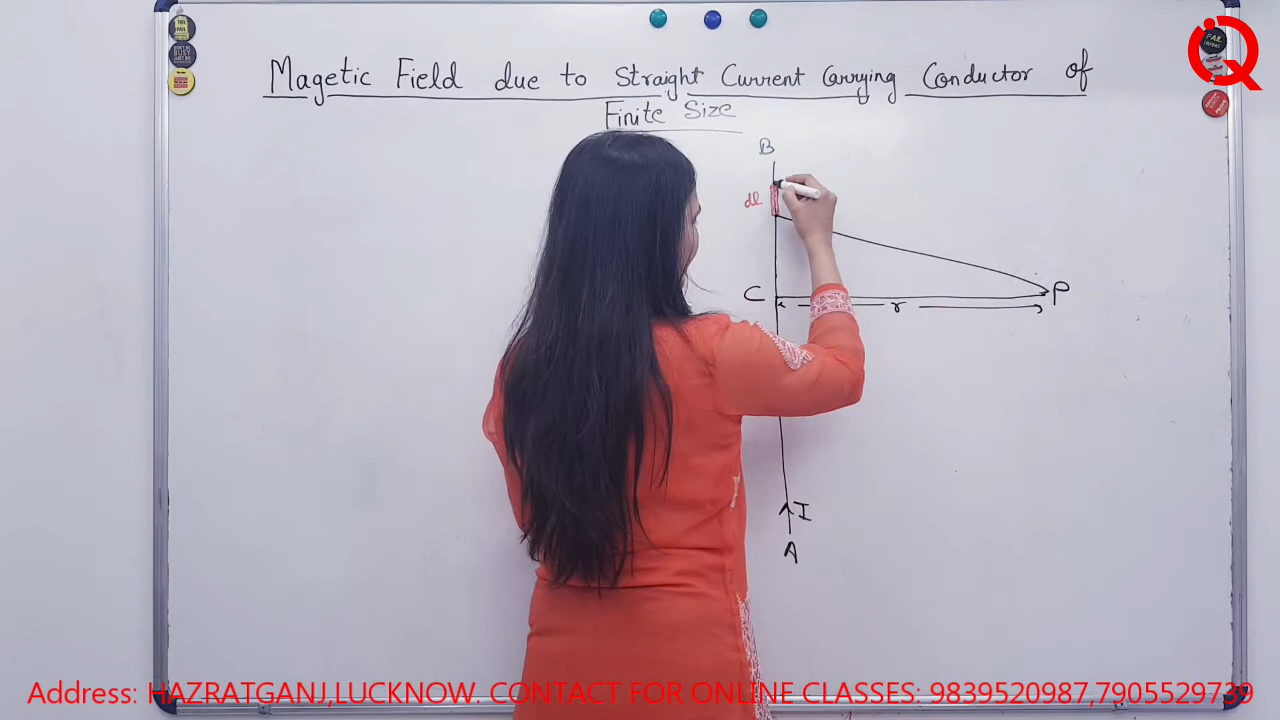 Magetic Field due to Straight Current Carrying Conductor of
Finite Size
B
dl
C
P
r
I
A
Address: HAZRATGANJ,LUCKNOW. CONTACT FOR ONLINE CLASSES: 9839520987,7905529739